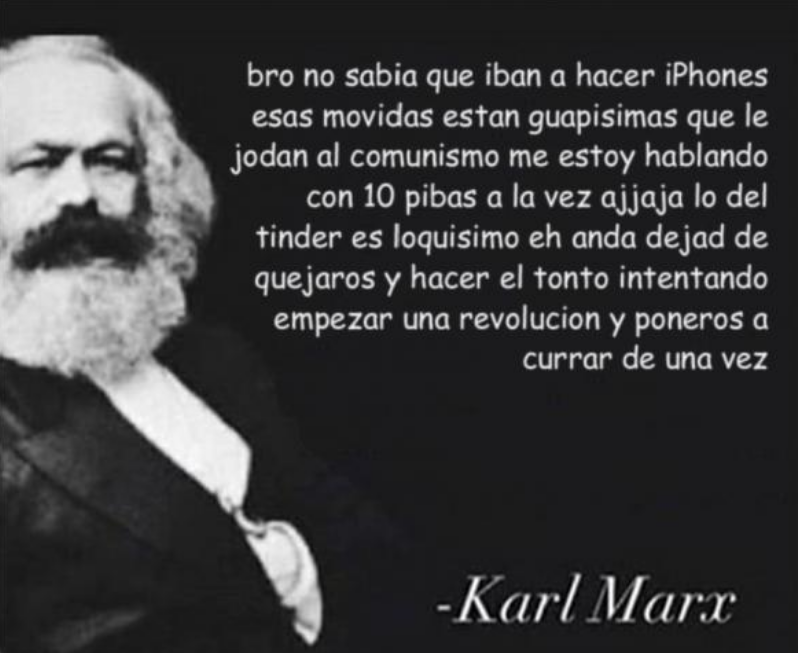 bro no sabia que iban a hacer iPhones
esas movidas estan guapisimas que le
jodan al comunismo me estoy hablando
con 10 pibas a la vez ajjaja lo del
tinder es loquisimo eh anda dejad de
quejaros y hacer el tonto intentando
empezar una revolucion y poneros a
currar de una vez
-Karl Marx